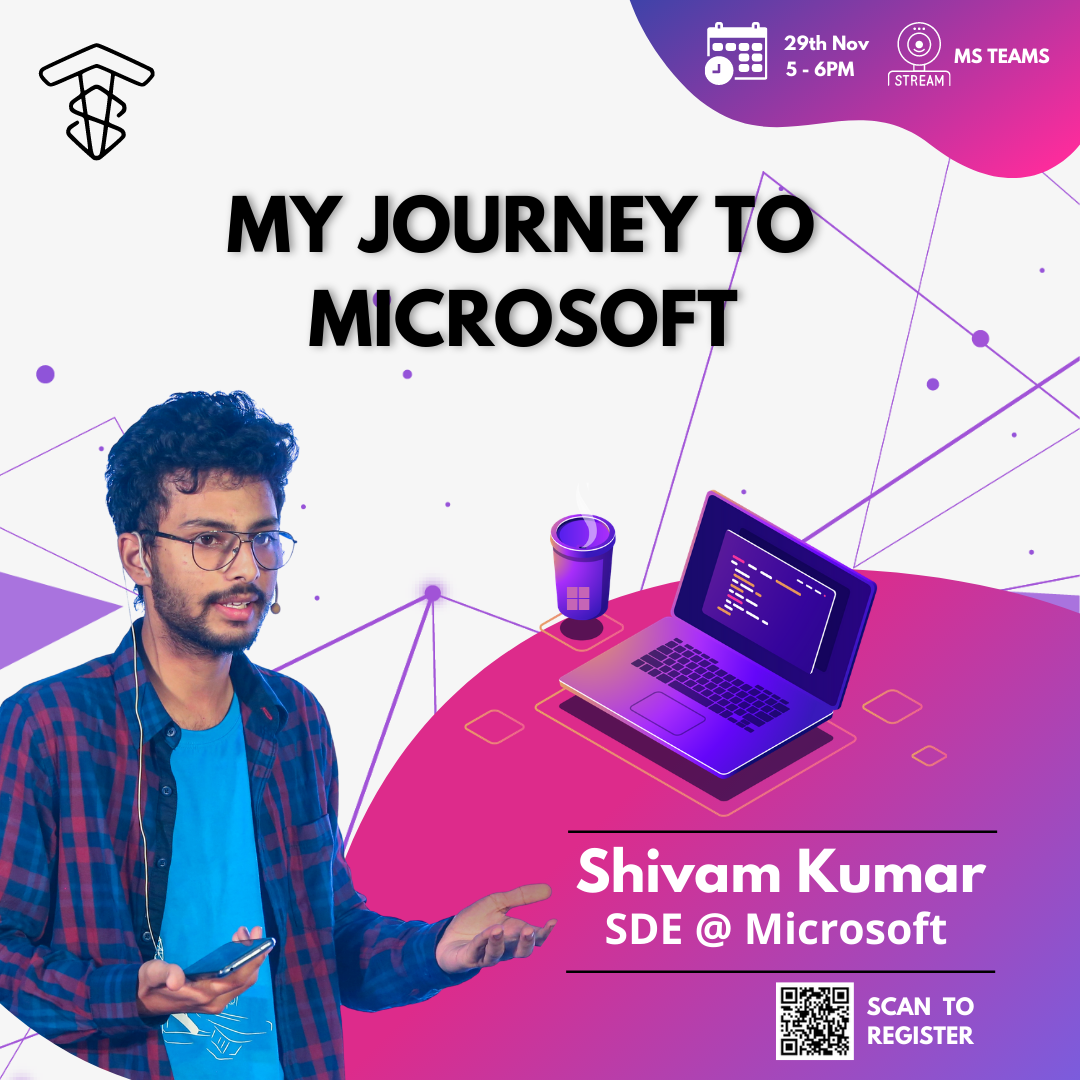 29th Nov
5 - 6PM
STREAM
MS TEAMS
MY JOURNEY TO
MICROSOFT
Shivam Kumar
SDE @ Microsoft
SCAN TO
REGISTER